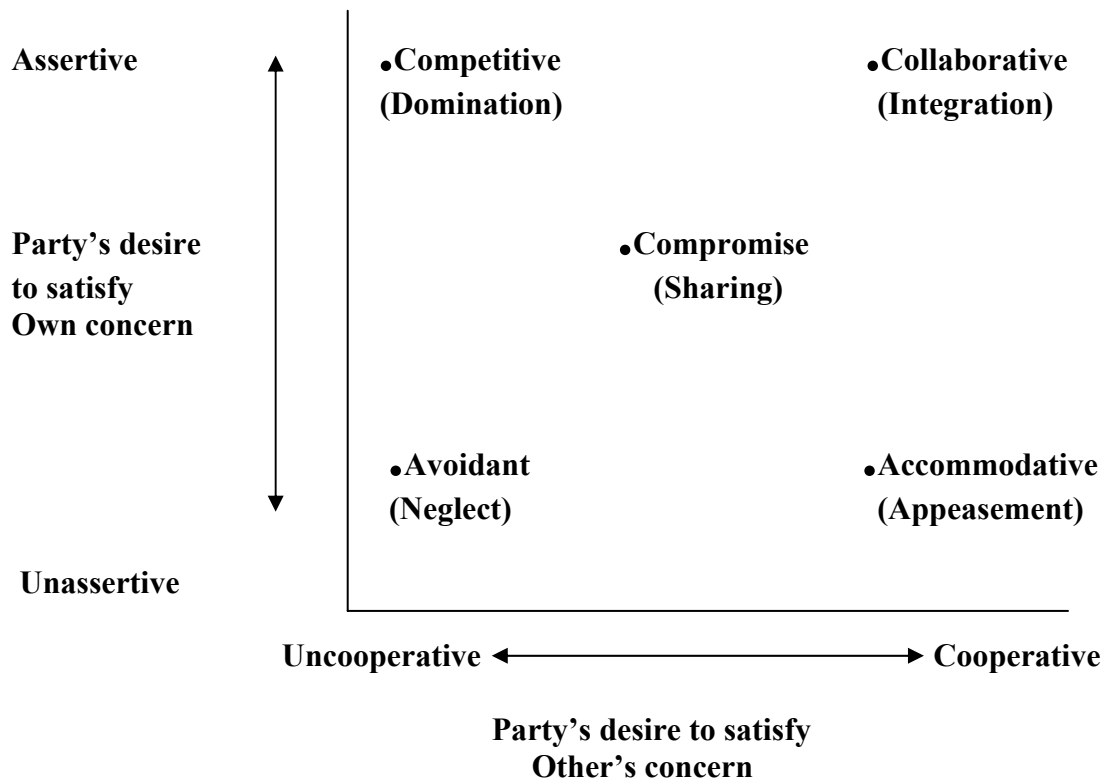 Assertive
•Competitive
(Domination)
•Collaborative
(Integration)
Party’s desire
to satisfy
Own concern
•Compromise
(Sharing)
•Avoidant
(Neglect)
•Accommodative
(Appeasement)
Unassertive
Uncooperative
Cooperative
Party’s desire to satisfy
Other’s concern